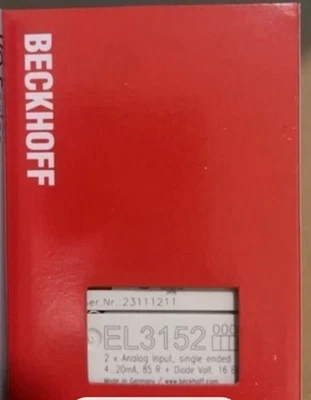 BECKHOFF
er.Nr.:23111211
EL3152
2 x Analog Input, single ended
4..20mA, 85 R + Diode Volt. 16
Made in Germany / www.beckhoff.com